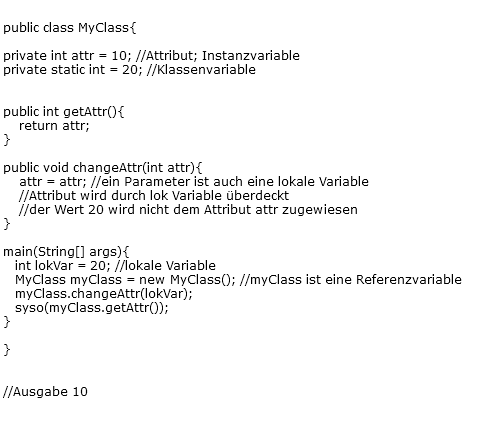 public class MyClass{
private int attr = 10; //Attribut; Instanzvariable
private static int = 20; //Klassenvariable
public int getAttr(){
return attr;
}
public void changeAttr(int attr){
attr = attr; //ein Parameter ist auch eine lokale Variable
//Attribut wird durch lok Variable überdeckt
//der Wert 20 wird nicht dem Attribut attr zugewiesen
}
main(String[] args){
int lokVar = 20; //lokale Variable
MyClass myClass = new MyClass(); //myClass ist eine Referenzvariable
myClass.changeAttr(lokVar);
syso(myClass.getAttr());
}
}
//Ausgabe 10